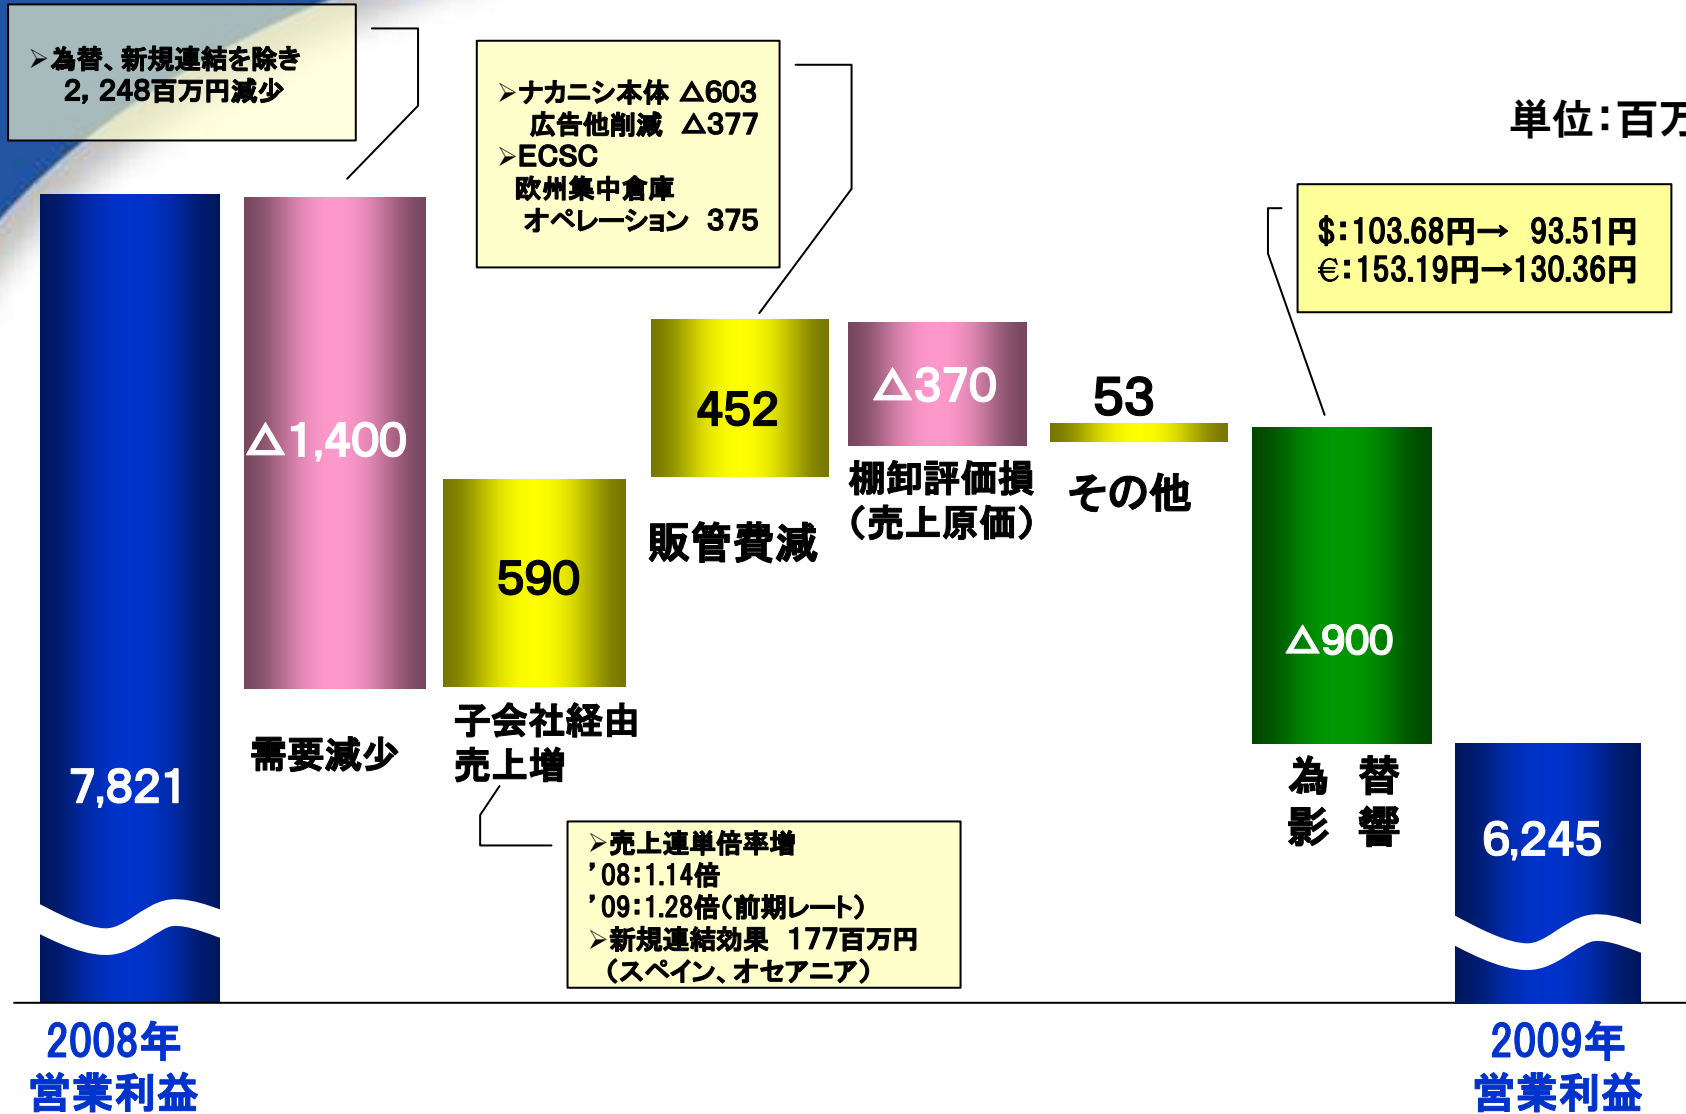 ➢為替、新規連結を除き
2,248百万円減少
➢ナカニシ本体 △603
広告他削減 △377
➢ECSC
欧州集中倉庫
オペレーション 375
単位:百万
$:103.68円→ 93.51円
€:153.19円→130.36円
7,821
△1,400
需要減少
590
子会社経由
売上増
452
販管費減
△370
棚卸評価損
(売上原価)
53
その他
△900
為 替
影 響
6,245
➢売上連単倍率増
'08:1.14倍
'09:1.28倍(前期レート)
➢新規連結効果 177百万円
(スペイン、オセアニア)
2008年
営業利益
2009年
営業利益